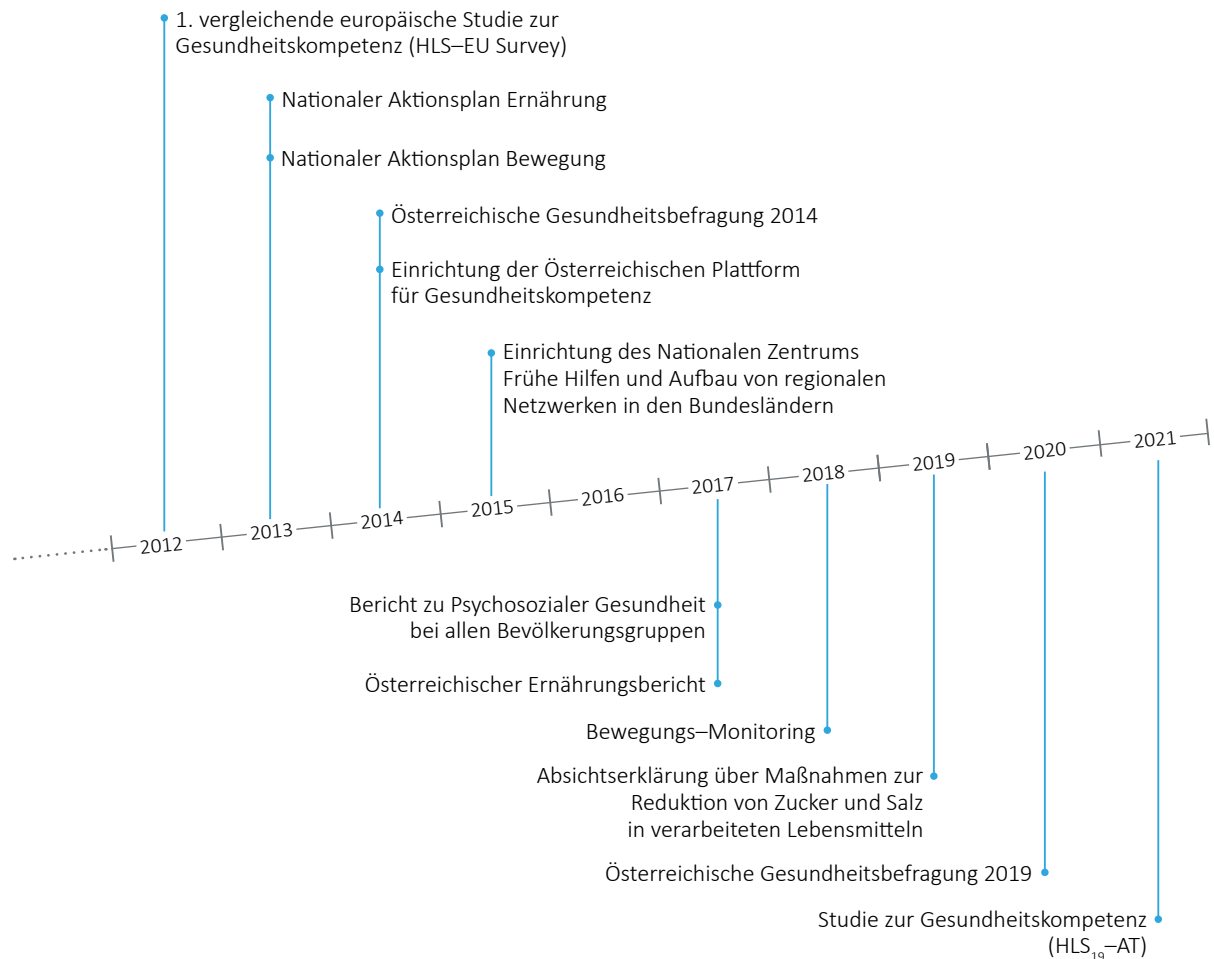 1. vergleichende europäische Studie zur
Gesundheitskompetenz (HLS–EU Survey)
Nationaler Aktionsplan Ernährung
Nationaler Aktionsplan Bewegung
Österreichische Gesundheitsbefragung 2014
Einrichtung der Österreichischen Plattform
für Gesundheitskompetenz
Einrichtung des Nationalen Zentrums
Frühe Hilfen und Aufbau von regionalen
Netzwerken in den Bundesländern
2012 2013 2014 2015 2016 2017 2018 2019 2020 2021
Bericht zu Psychosozialer Gesundheit
bei allen Bevölkerungsgruppen
Österreichischer Ernährungsbericht
Bewegungs–Monitoring
Absichtserklärung über Maßnahmen zur
Reduktion von Zucker und Salz
in verarbeiteten Lebensmitteln
Österreichische Gesundheitsbefragung 2019
Studie zur Gesundheitskompetenz
(HLS₁₉–AT)